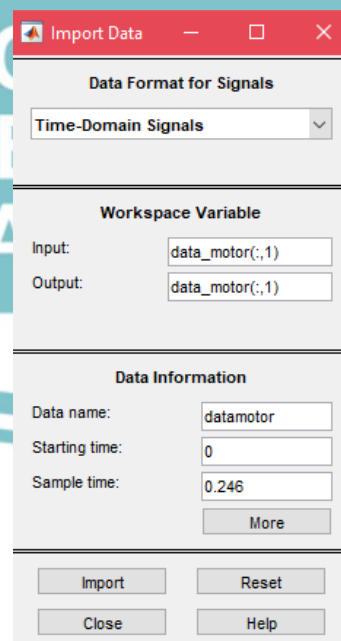 Import Data
Data Format for Signals
Time-Domain Signals
Workspace Variable
Input: data_motor(:,1)
Output: data_motor(:,1)
Data Information
Data name: datamotor
Starting time: 0
Sample time: 0.246
More
Import Reset
Close Help